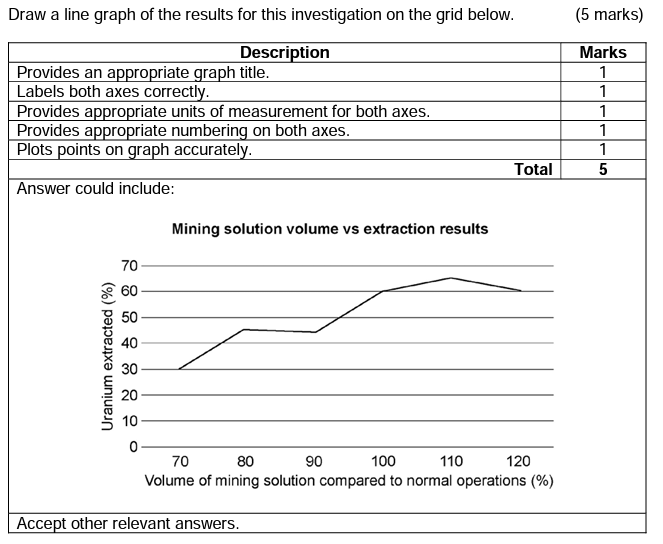 Draw a line graph of the results for this investigation on the grid below. (5 marks)
Description Marks
Provides an appropriate graph title. 1
Labels both axes correctly. 1
Provides appropriate units of measurement for both axes. 1
Provides appropriate numbering on both axes. 1
Plots points on graph accurately. 1
Total 5
Answer could include:
Mining solution volume vs extraction results
Uranium extracted (%)
70
60
50
40
30
20
10
0
70 80 90 100 110 120
Volume of mining solution compared to normal operations (%)
Accept other relevant answers.